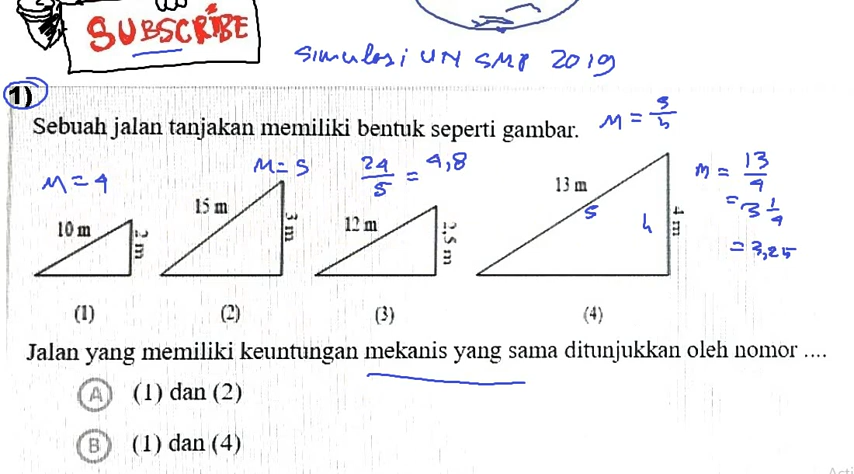 SUBSCRIBE
Simulasi UN SMP 2019
1)
Sebuah jalan tanjakan memiliki bentuk seperti gambar.
M = s/h
M = 4
M = 5
24/5 = 4,8
M = 13/4
= 3 1/4
= 3,25
10 m
2 m
15 m
3 m
12 m
2,5 m
13 m
s
h
4 m
(1)
(2)
(3)
(4)
Jalan yang memiliki keuntungan mekanis yang sama ditunjukkan oleh nomor ....
A (1) dan (2)
B (1) dan (4)